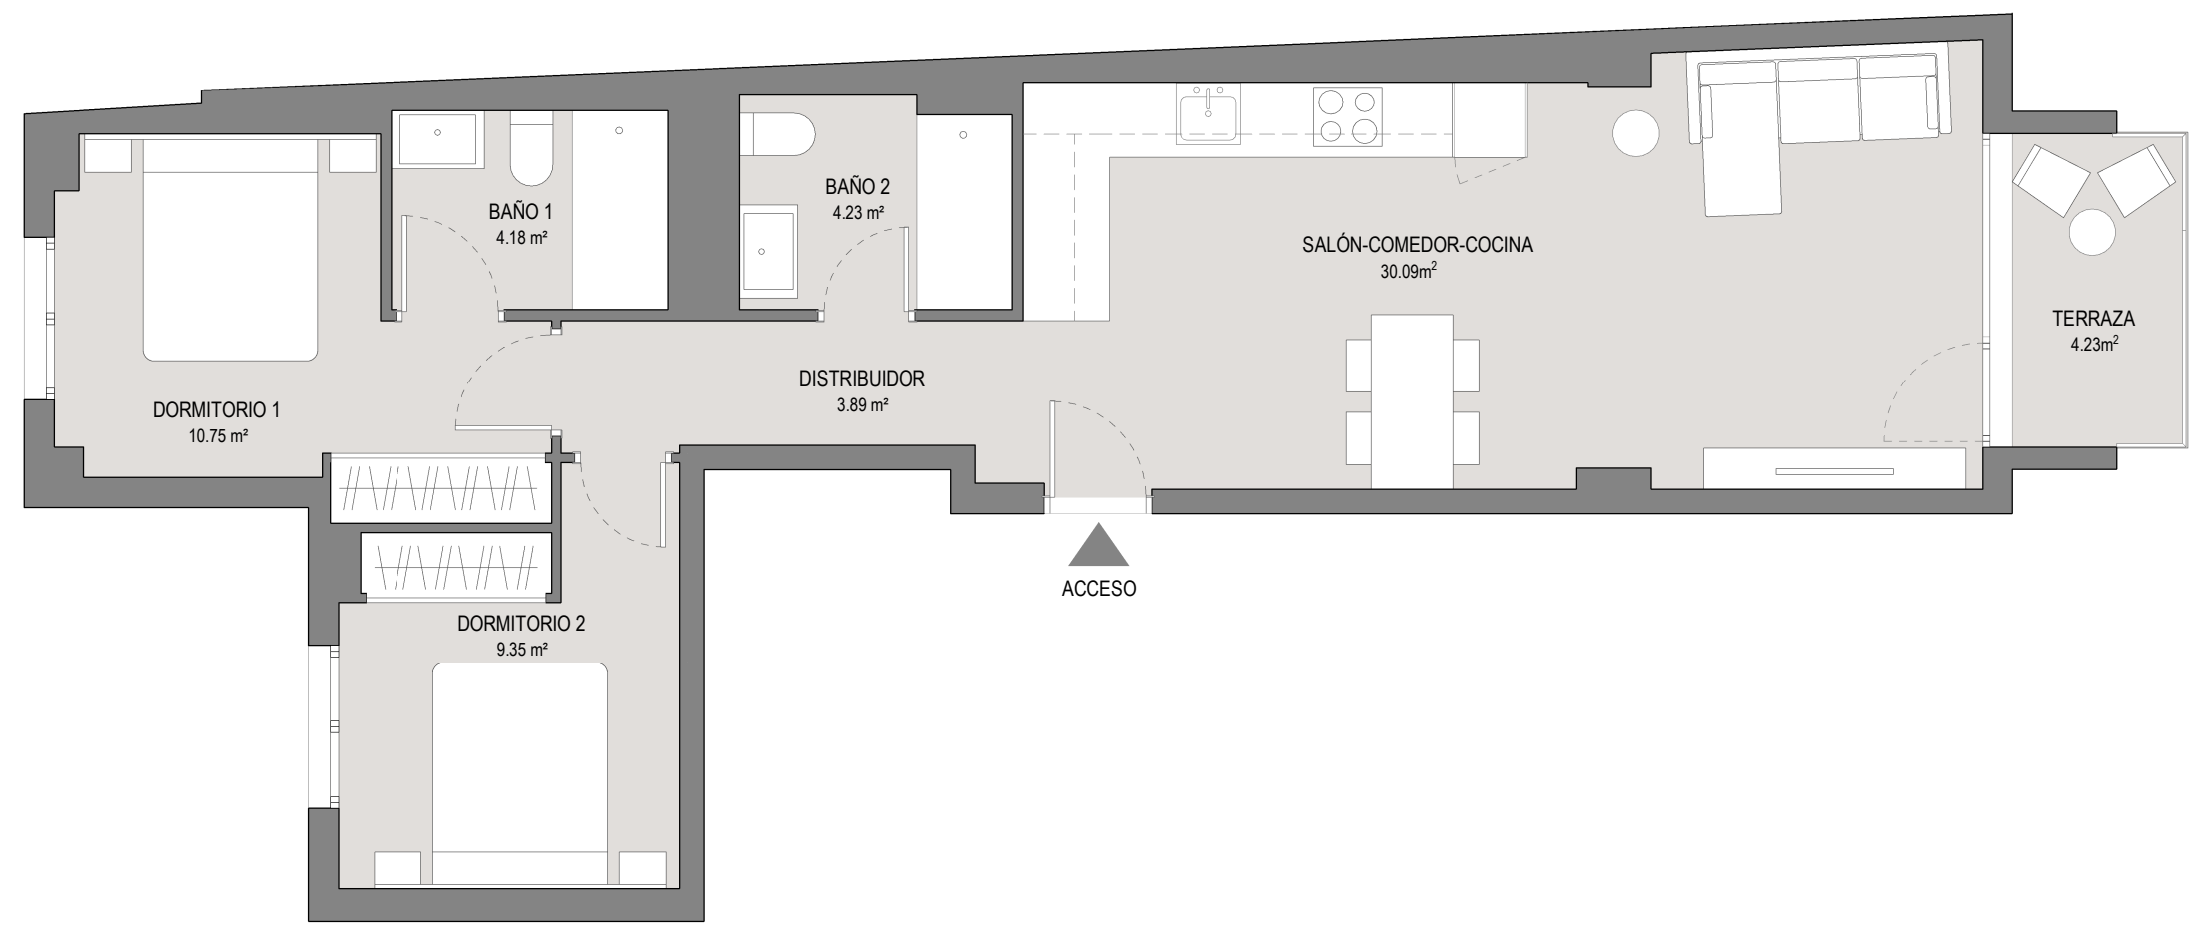 BAÑO 1
4.18 m²
BAÑO 2
4.23 m²
SALÓN-COMEDOR-COCINA
30.09m²
TERRAZA
4.23m²
DISTRIBUIDOR
3.89 m²
DORMITORIO 1
10.75 m²
ACCESO
DORMITORIO 2
9.35 m²